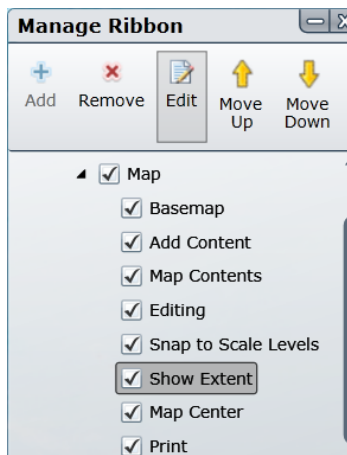 Manage Ribbon
Add Remove Edit Move Up Move Down
Map
Basemap
Add Content
Map Contents
Editing
Snap to Scale Levels
Show Extent
Map Center
Print